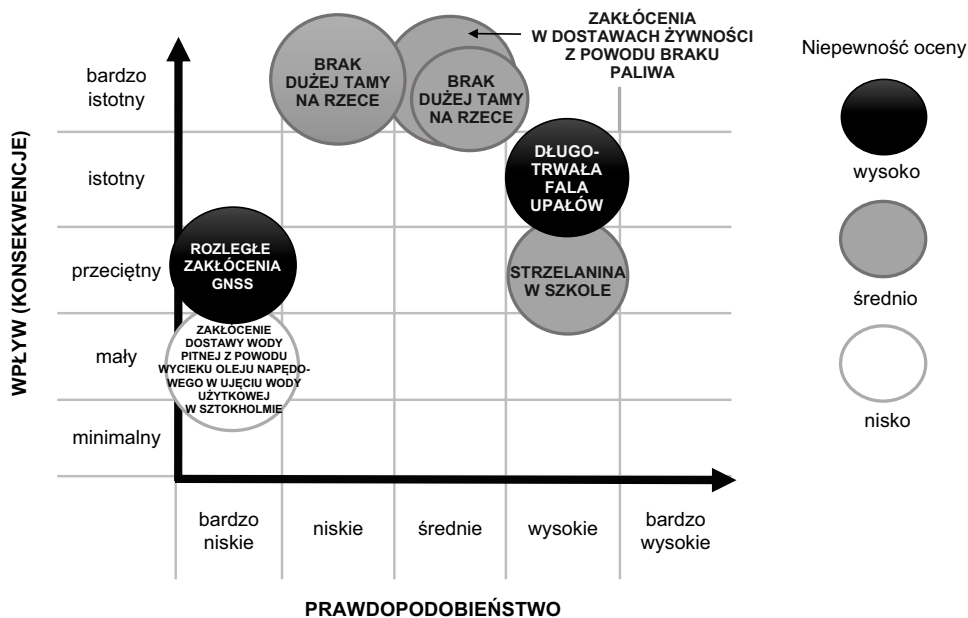 ZAKŁÓCENIA
W DOSTAWACH ŻYWNOŚCI
Z POWODU BRAKU
PALIWA
Niepewność oceny
wysoko
średnio
nisko
WPŁYW (KONSEKWENCJE)
bardzo
istotny
istotny
przeciętny
mały
minimalny
BRAK
DUŻEJ TAMY
NA RZECE
BRAK
DUŻEJ TAMY
NA RZECE
DŁUGO-
TRWAŁA
FALA
UPAŁÓW
ROZLEGŁE
ZAKŁÓCENIA
GNSS
STRZELANINA
W SZKOLE
ZAKŁÓCENIE
DOSTAWY WODY
PITNEJ Z POWODU
WYCIEKU OLEJU NAPĘDO-
WEGO W UJĘCIU WODY
UŻYTKOWEJ
W SZTOKHOLMIE
bardzo
niskie
niskie
średnie
wysokie
bardzo
wysokie
PRAWDOPODOBIEŃSTWO